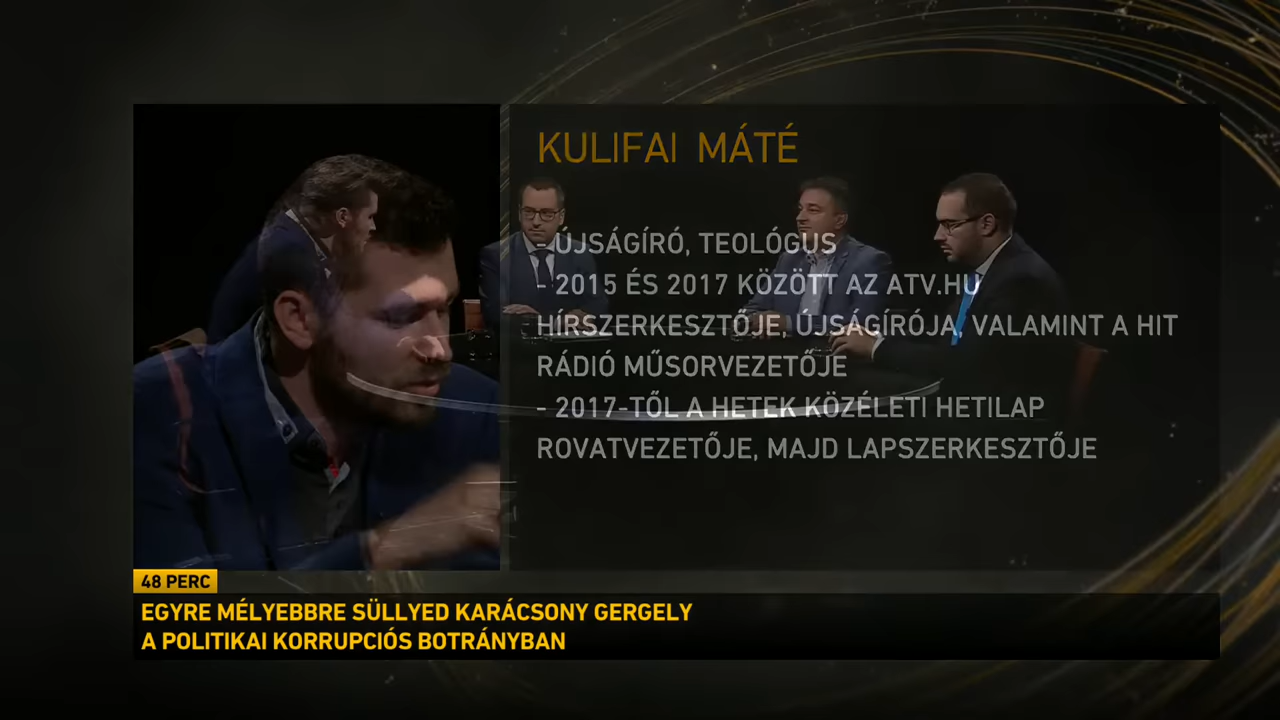 KULIFAI MÁTÉ
- ÚJSÁGÍRÓ, TEOLÓGUS
- 2015 ÉS 2017 KÖZÖTT AZ ATV.HU
HÍRSZERKESZTŐJE, ÚJSÁGÍRÓJA, VALAMINT A HIT
RÁDIÓ MŰSORVEZETŐJE
- 2017-TŐL A HETEK KÖZÉLETI HETILAP
ROVATVEZETŐJE, MAJD LAPSZERKESZTŐJE
48 PERC
EGYRE MÉLYEBBRE SÜLLYED KARÁCSONY GERGELY
A POLITIKAI KORRUPCIÓS BOTRÁNYBAN